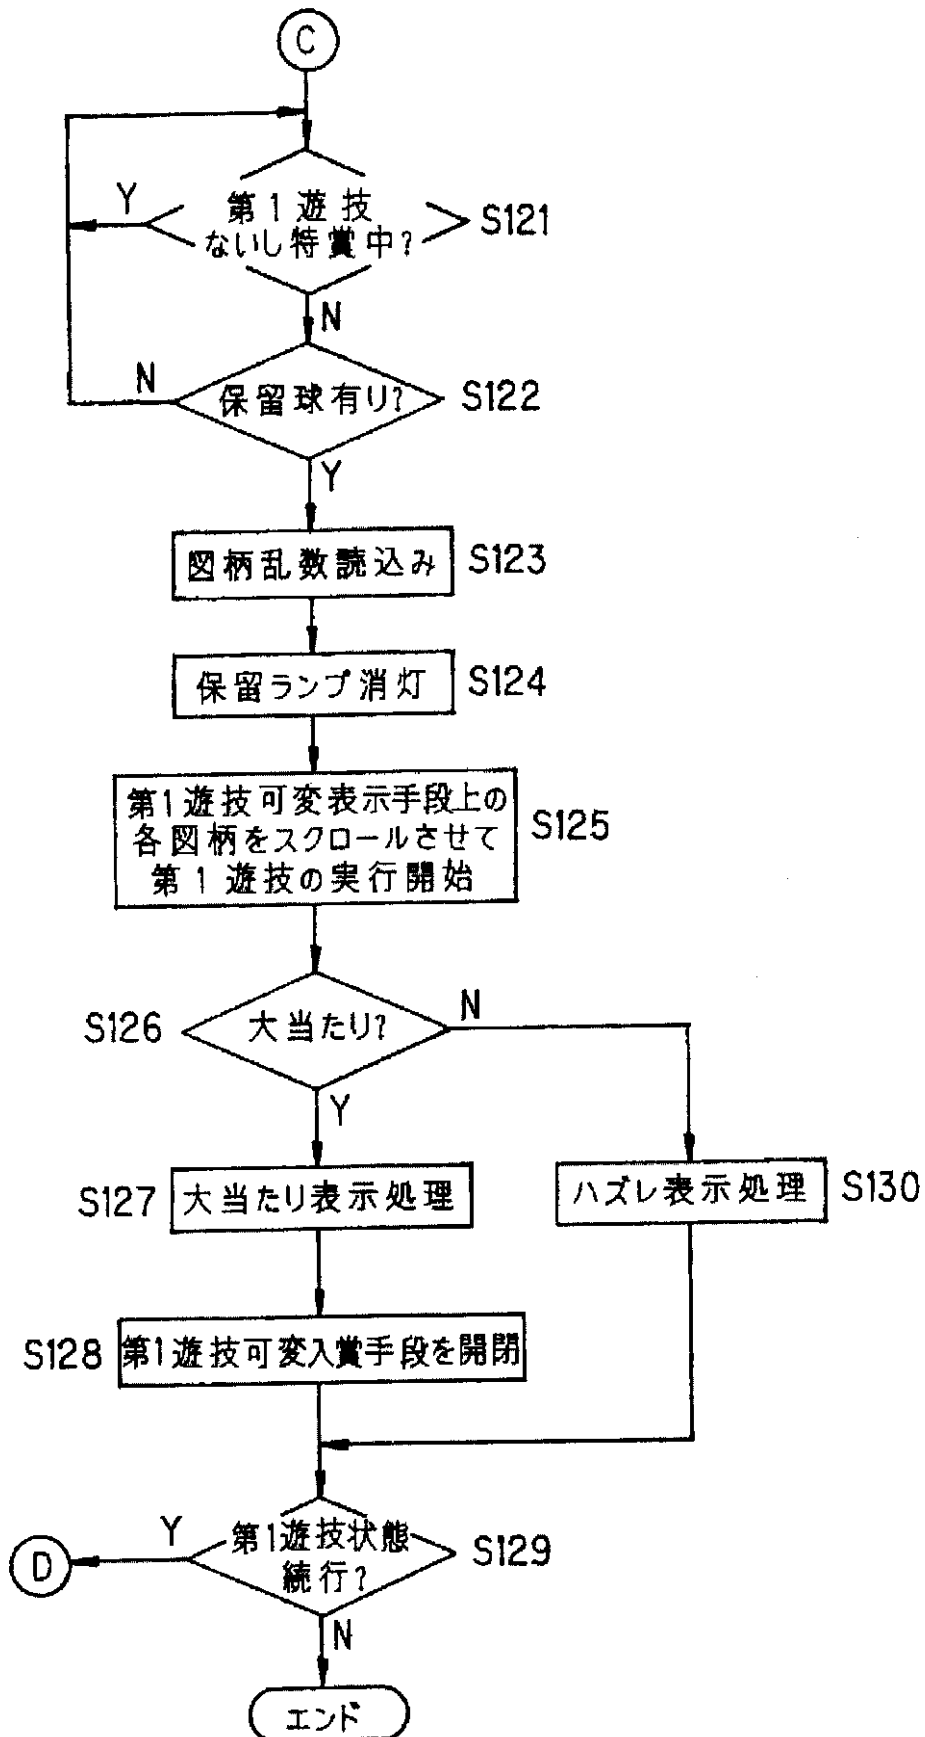 C
Y
第1遊技
ないし特賞中?
S121
N
N
保留球有り?
S122
Y
図柄乱数読込み
S123
保留ランプ消灯
S124
第1遊技可変表示手段上の
各図柄をスクロールさせて
第1遊技の実行開始
S125
S126
大当たり?
N
Y
S127
大当たり表示処理
ハズレ表示処理
S130
S128
第1遊技可変入賞手段を開閉
D
Y
第1遊技状態
続行?
S129
N
エンド